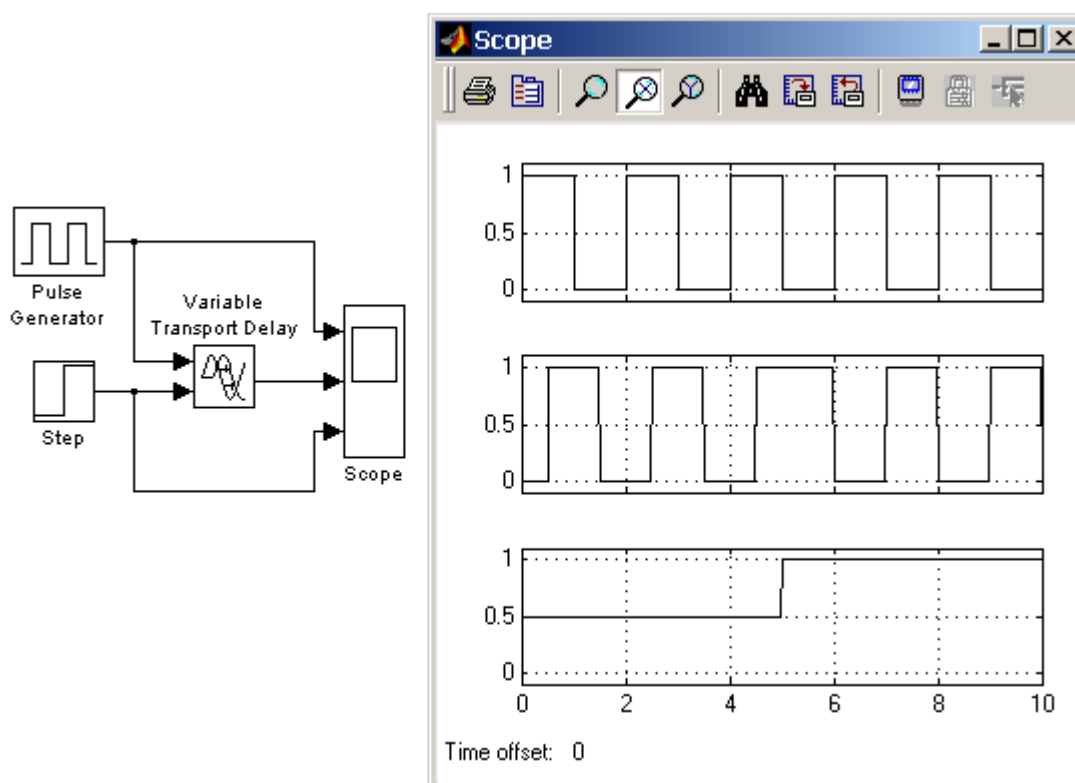 Scope
Pulse
Generator
Variable
Transport Delay
Step
Scope
1
0.5
0
1
0.5
0
1
0.5
0
0 2 4 6 8 10
Time offset: 0